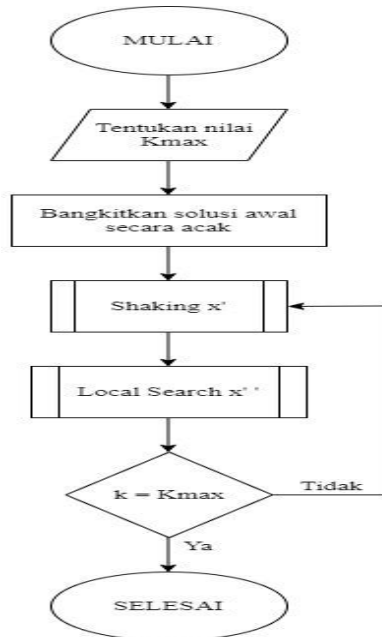 MULAI
Tentukan nilai
Kmax
Bangkitkan solusi awal
secara acak
Shaking x'
Local Search x' '
k = Kmax
Tidak
Ya
SELESAI